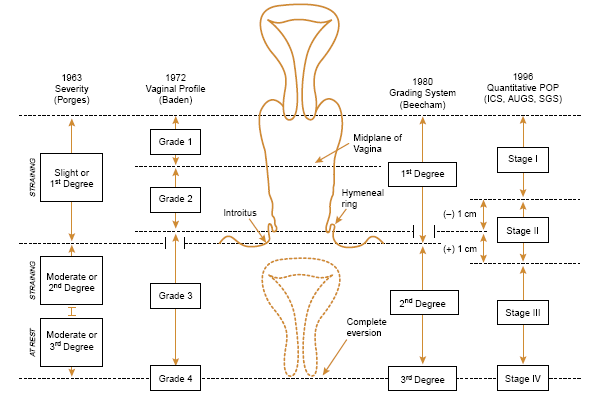 1963
Severity
(Porges)
1972
Vaginal Profile
(Baden)
1980
Grading System
(Beecham)
1996
Quantitative POP
(ICS, AUGS, SGS)
STRAINING
Slight or
1st Degree
STRAINING
Moderate or
2nd Degree
AT REST
Moderate or
3rd Degree
Grade 1
Grade 2
Grade 3
Grade 4
Midplane of
Vagina
Hymeneal
ring
Introitus
Complete
eversion
1st Degree
2nd Degree
3rd Degree
Stage I
(–) 1 cm
Stage II
(+) 1 cm
Stage III
Stage IV